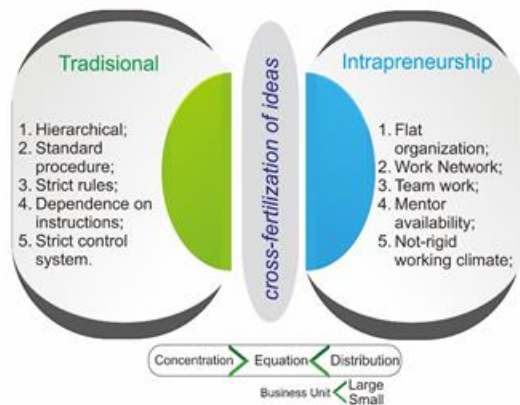 Tradisional
1. Hierarchical;
2. Standard
procedure;
3. Strict rules;
4. Dependence on
instructions;
5. Strict control
system.
cross-fertilization of ideas
Intrapreneurship
1. Flat
organization;
2. Work Network;
3. Team work;
4. Mentor
availability;
5. Not-rigid
working climate;
Concentration Equation Distribution
Business Unit Large
Small